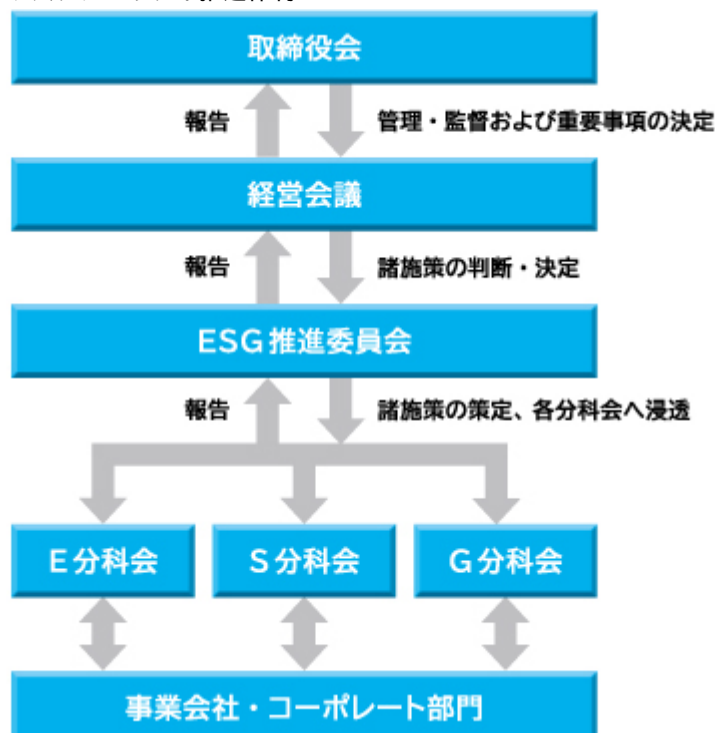 取締役会
報告
管理・監督および重要事項の決定
経営会議
報告
諸施策の判断・決定
ESG推進委員会
報告
諸施策の策定、各分科会へ浸透
E分科会
S分科会
G分科会
事業会社・コーポレート部門